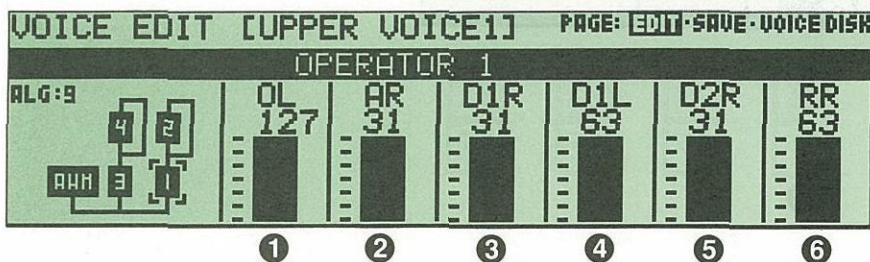 VOICE EDIT [UPPER VOICE1] PAGE: EDIT·SAVE·VOICE DISK
OPERATOR 1
ALG:9
OL AR D1R D1L D2R RR
127 31 31 63 31 63
4 2
AWM 3 1
1 2 3 4 5 6